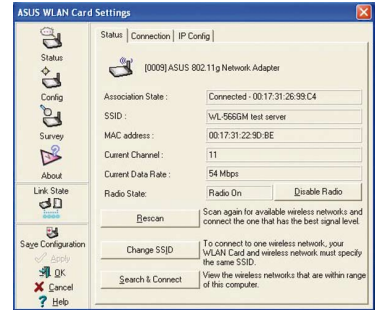 ASUS WLAN Card Settings
Status Connection IP Config
Status
Config
Survey
About
Link State
Save Configuration
Apply
OK
Cancel
Help
[0009] ASUS 802.11g Network Adapter
Association State : Connected - 00:17:31:26:99:C4
SSID : WL-566GM test server
MAC address : 00:17:31:22:9D:BE
Current Channel : 11
Current Data Rate : 54 Mbps
Radio State: Radio On Disable Radio
Rescan
Scan again for available wireless networks and
connect the one that has the best signal level.
Change SSID
To connect to one wireless network, your
WLAN Card and wireless network must specify
the same SSID.
Search & Connect
View the wireless networks that are within range
of this computer.